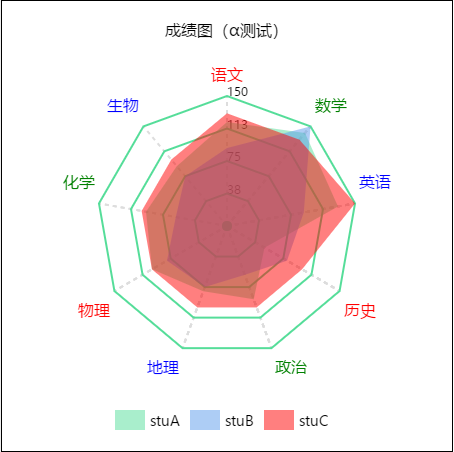 成绩图（α测试）
语文
150
生物
数学
113
75
化学
英语
38
物理
历史
地理
政治
stuA stuB stuC